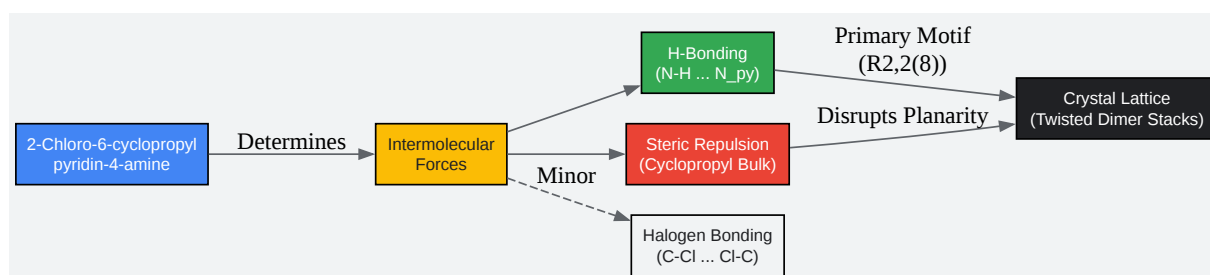 2-Chloro-6-cyclopropyl
pyridin-4-amine
Determines
Intermolecular
Forces
Minor
H-Bonding
(N-H ... N_py)
Steric Repulsion
(Cyclopropyl Bulk)
Halogen Bonding
(C-Cl ... Cl-C)
Primary Motif
(R2,2(8))
Disrupts Planarity
Crystal Lattice
(Twisted Dimer Stacks)